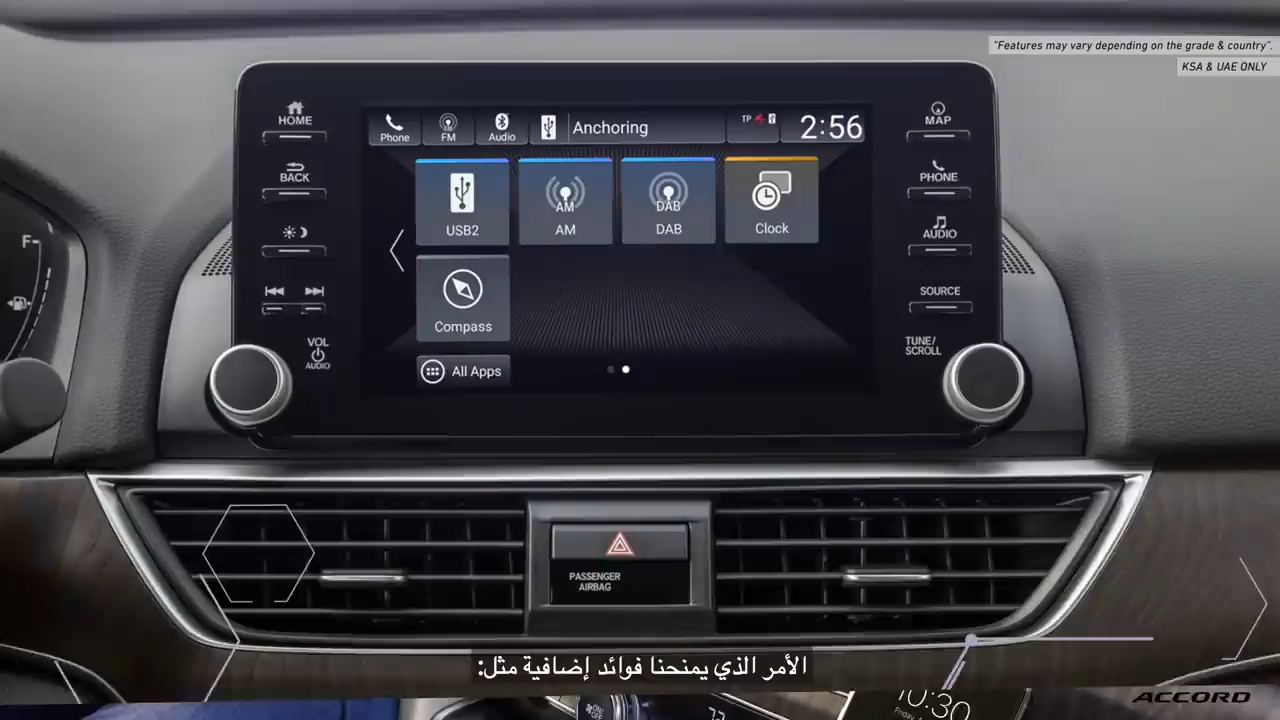 "Features may vary depending on the grade & country".
KSA & UAE ONLY
HOME
BACK
VOL
AUDIO
Phone
FM
Audio
Anchoring
TP
2:56
USB2
AM
AM
DAB
DAB
Clock
Compass
All Apps
MAP
PHONE
AUDIO
SOURCE
TUNE/
SCROLL
F
PASSENGER
AIRBAG
الأمر الذي يمنحنا فوائد إضافية مثل:
ON/
OFF
10:30
ACCORD